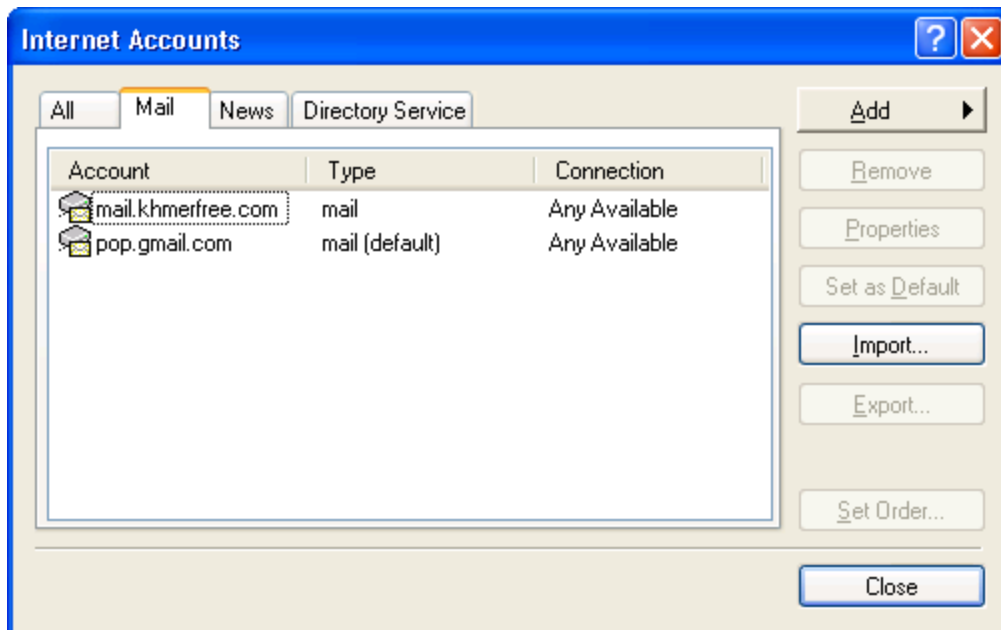 Internet Accounts
All Mail News Directory Service
Add
Account Type Connection
Remove
mail.khmerfree.com mail Any Available
pop.gmail.com mail (default) Any Available
Properties
Set as Default
Import...
Export...
Set Order...
Close